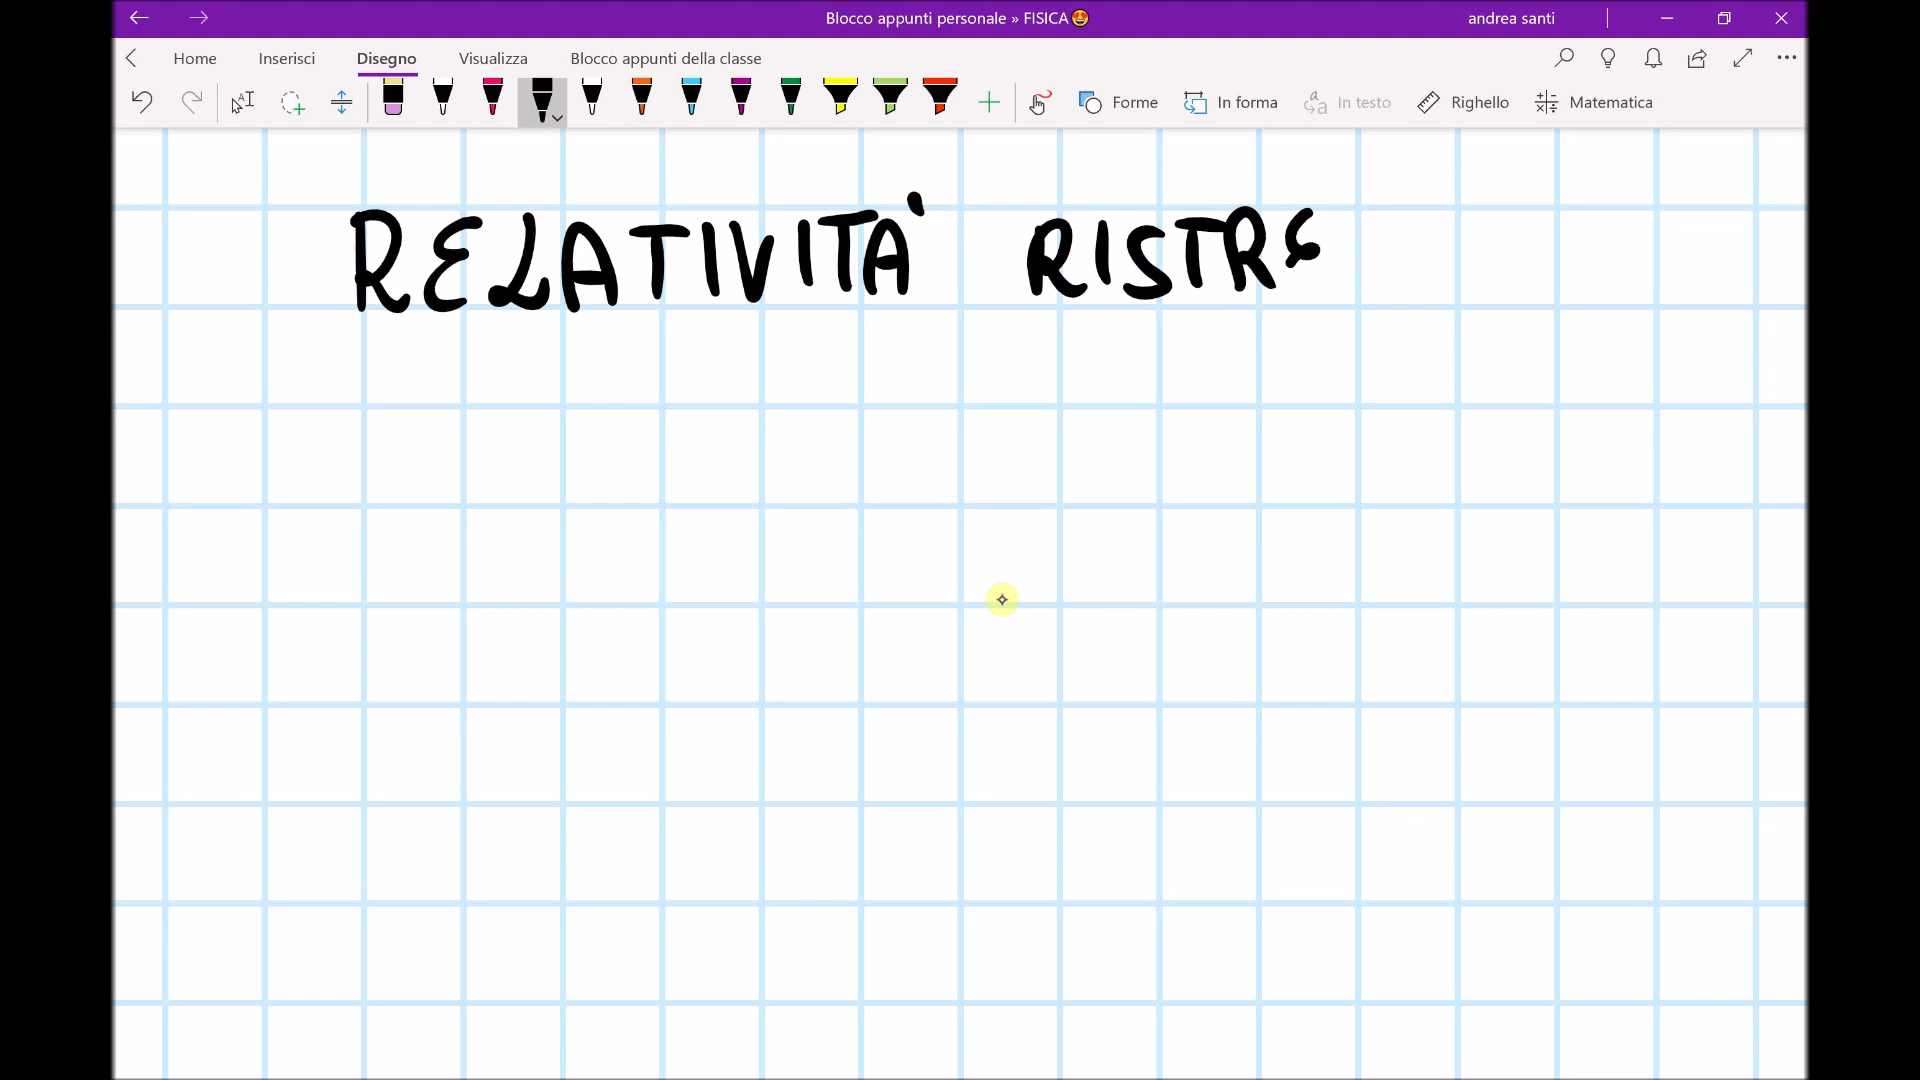 Blocco appunti personale » FISICA😍
andrea santi
Home Inserisci Disegno Visualizza Blocco appunti della classe
Forme In forma In testo Righello Matematica
RELATIVITÀ RISTRE